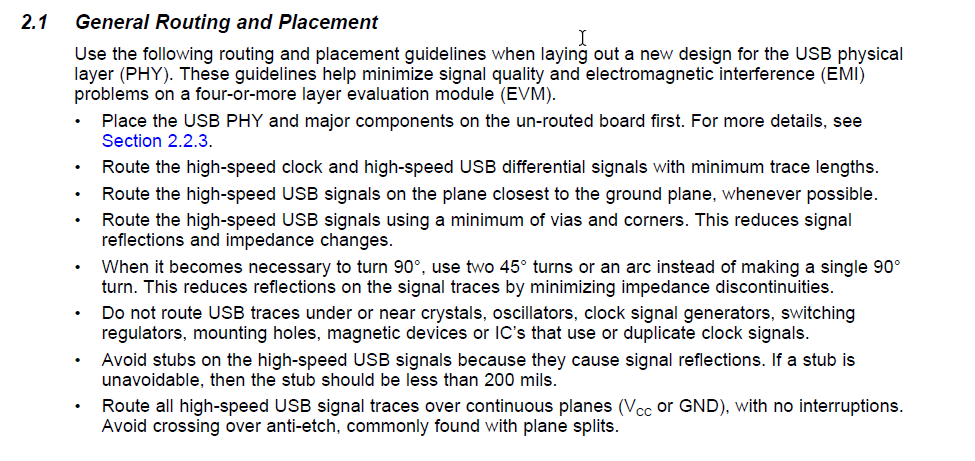 2.1 General Routing and Placement
Use the following routing and placement guidelines when laying out a new design for the USB physical
layer (PHY). These guidelines help minimize signal quality and electromagnetic interference (EMI)
problems on a four-or-more layer evaluation module (EVM).
• Place the USB PHY and major components on the un-routed board first. For more details, see
Section 2.2.3.
• Route the high-speed clock and high-speed USB differential signals with minimum trace lengths.
• Route the high-speed USB signals on the plane closest to the ground plane, whenever possible.
• Route the high-speed USB signals using a minimum of vias and corners. This reduces signal
reflections and impedance changes.
• When it becomes necessary to turn 90°, use two 45° turns or an arc instead of making a single 90°
turn. This reduces reflections on the signal traces by minimizing impedance discontinuities.
• Do not route USB traces under or near crystals, oscillators, clock signal generators, switching
regulators, mounting holes, magnetic devices or IC's that use or duplicate clock signals.
• Avoid stubs on the high-speed USB signals because they cause signal reflections. If a stub is
unavoidable, then the stub should be less than 200 mils.
• Route all high-speed USB signal traces over continuous planes (VCC or GND), with no interruptions.
Avoid crossing over anti-etch, commonly found with plane splits.